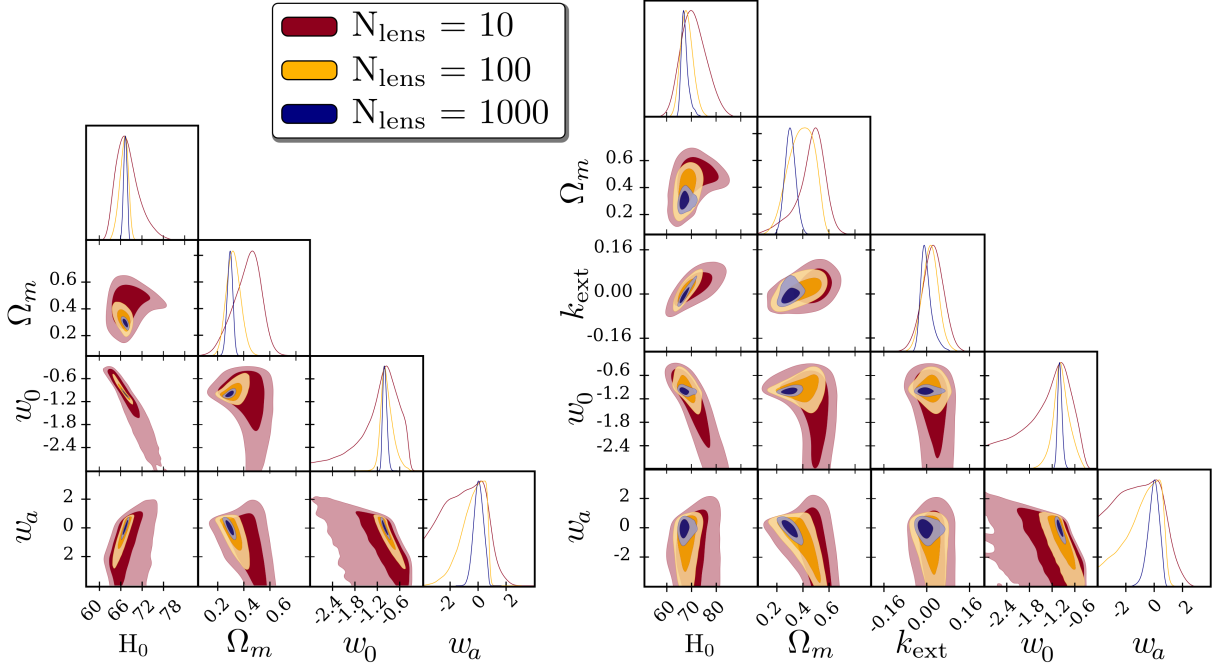 N_lens = 10
N_lens = 100
N_lens = 1000
Ω_m
0.6
0.4
0.2
w_0
-0.6
-1.2
-1.8
-2.4
w_a
2
0
2
60 66 72 78
H_0
0.2 0.4 0.6
Ω_m
-2.4 -1.8 -1.2 -0.6
w_0
-2 0 2
w_a
Ω_m
0.6
0.4
0.2
k_ext
0.16
0.00
-0.16
w_0
-0.6
-1.2
-1.8
-2.4
w_a
2
0
-2
60 70 80
H_0
0.2 0.4 0.6
Ω_m
-0.16 0.00 0.16
k_ext
-2.4 -1.8 -1.2 -0.6
w_0
-2 0 2
w_a